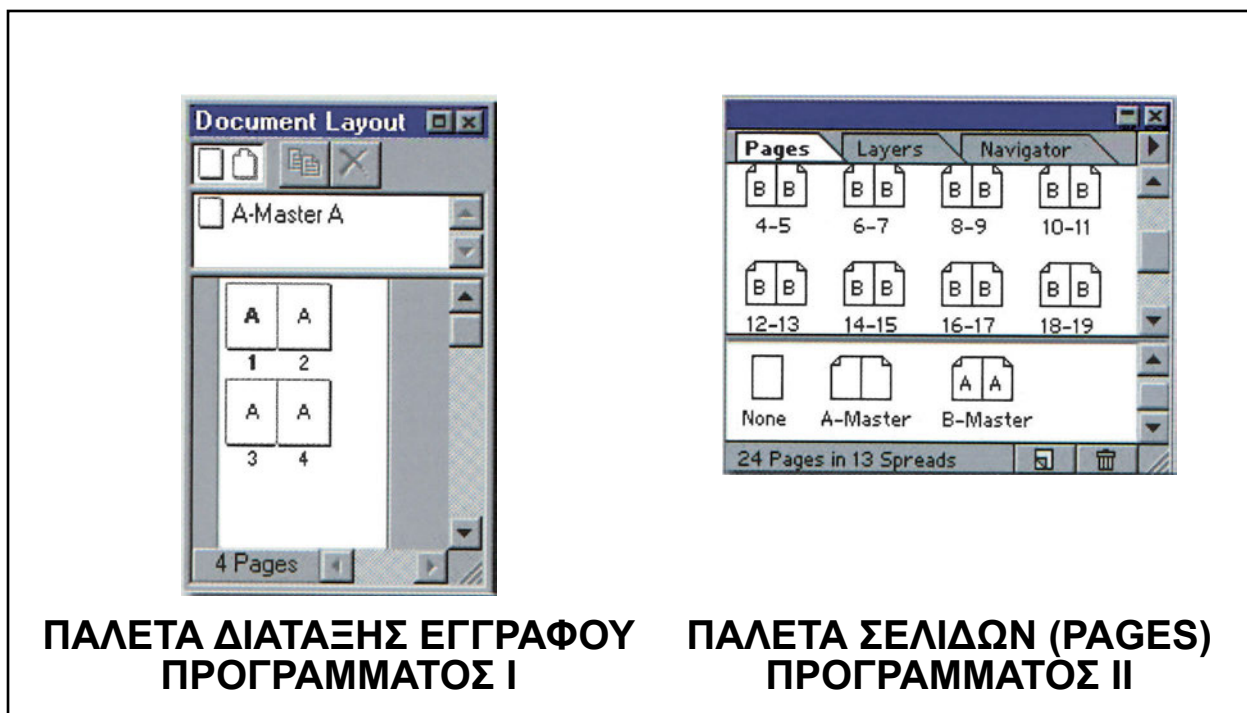 Document Layout
A-Master A
A A
1 2
A A
3 4
4 Pages
ΠΑΛΕΤΑ ΔΙΑΤΑΞΗΣ ΕΓΓΡΑΦΟΥ
ΠΡΟΓΡΑΜΜΑΤΟΣ Ι
Pages Layers Navigator
B B B B B B B B
4-5 6-7 8-9 10-11
B B B B B B B B
12-13 14-15 16-17 18-19
A A
None A-Master B-Master
24 Pages in 13 Spreads
ΠΑΛΕΤΑ ΣΕΛΙΔΩΝ (PAGES)
ΠΡΟΓΡΑΜΜΑΤΟΣ ΙΙ